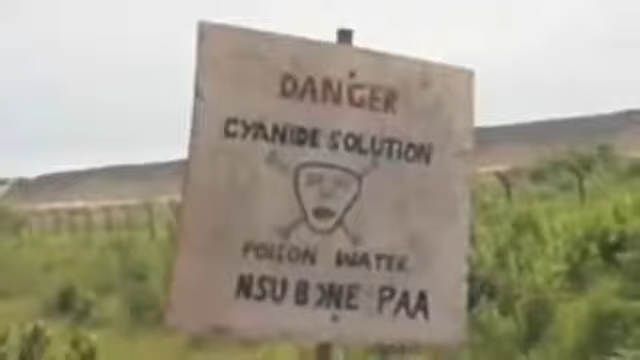 DANGER
CYANIDE SOLUTION
POISON WATER
NSU BƆNE PAA